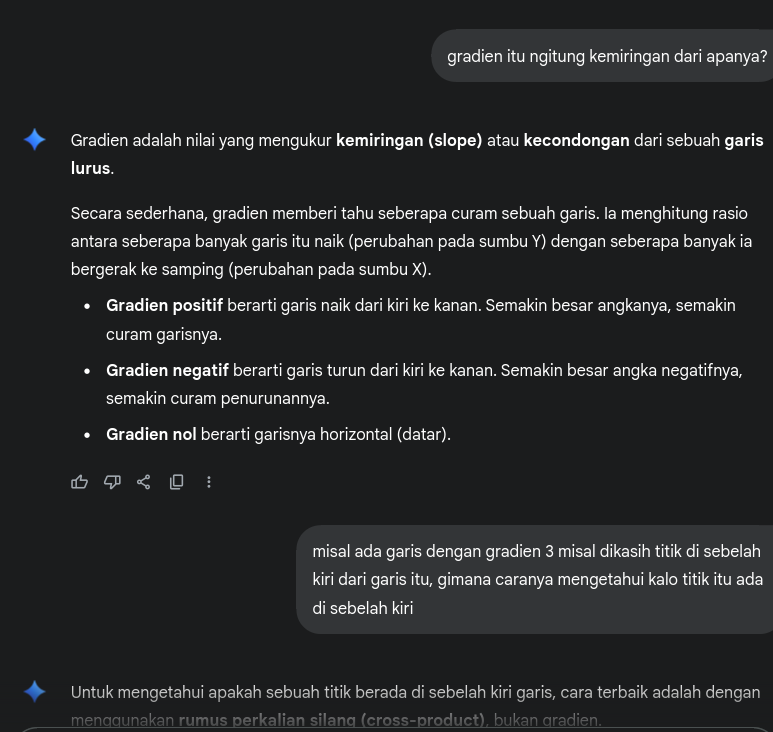 gradien itu ngitung kemiringan dari apanya?
Gradien adalah nilai yang mengukur kemiringan (slope) atau kecondongan dari sebuah garis
lurus.
Secara sederhana, gradien memberi tahu seberapa curam sebuah garis. Ia menghitung rasio
antara seberapa banyak garis itu naik (perubahan pada sumbu Y) dengan seberapa banyak ia
bergerak ke samping (perubahan pada sumbu X).
• Gradien positif berarti garis naik dari kiri ke kanan. Semakin besar angkanya, semakin
curam garisnya.
• Gradien negatif berarti garis turun dari kiri ke kanan. Semakin besar angka negatifnya,
semakin curam penurunannya.
• Gradien nol berarti garisnya horizontal (datar).
misal ada garis dengan gradien 3 misal dikasih titik di sebelah
kiri dari garis itu, gimana caranya mengetahui kalo titik itu ada
di sebelah kiri
Untuk mengetahui apakah sebuah titik berada di sebelah kiri garis, cara terbaik adalah dengan
menggunakan rumus perkalian silang (cross-product), bukan gradien.